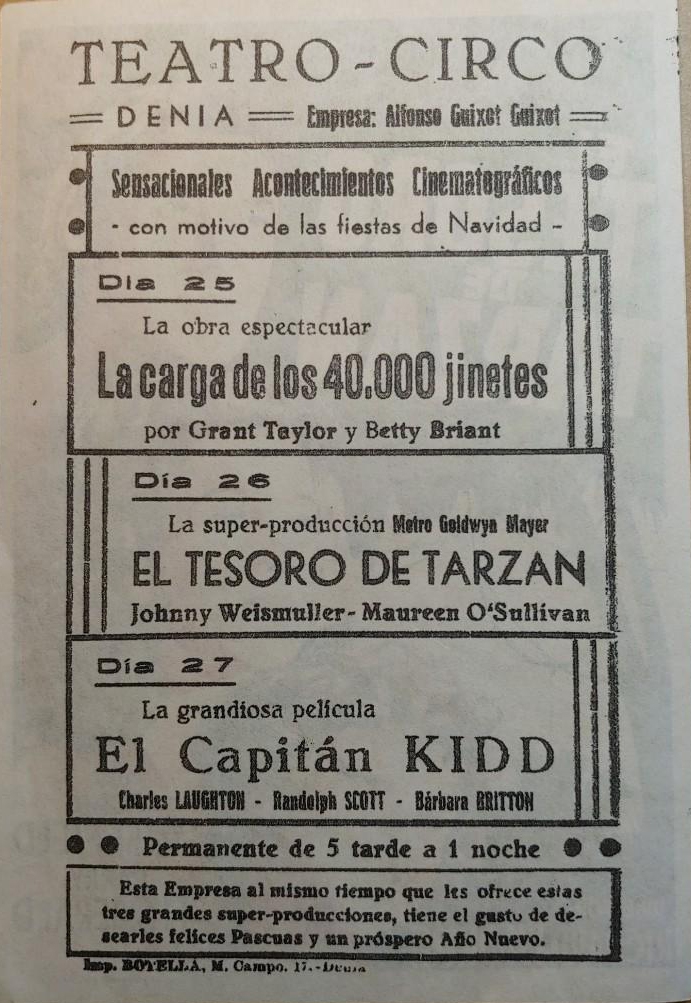 TEATRO - CIRCO
DENIA Empresa: Alfonso Guixot Guixot
Sensacionales Acontecimientos Cinematográficos
- con motivo de las fiestas de Navidad -
Día 25
La obra espectacular
La carga de los 40.000 jinetes
por Grant Taylor y Betty Briant
Día 26
La super-producción Metro Goldwyn Mayer
EL TESORO DE TARZAN
Johnny Weismuller - Maureen O'Sullivan
Día 27
La grandiosa película
El Capitán KIDD
Charles LAUGHTON - Randolph SCOTT - Bárbara BRITTON
Permanente de 5 tarde a 1 noche
Esta Empresa al mismo tiempo que les ofrece estas
tres grandes super-producciones, tiene el gusto de de-
searles felices Pascuas y un próspero Año Nuevo.
Imp. BOTELLA, M. Campo. 17.-Denia